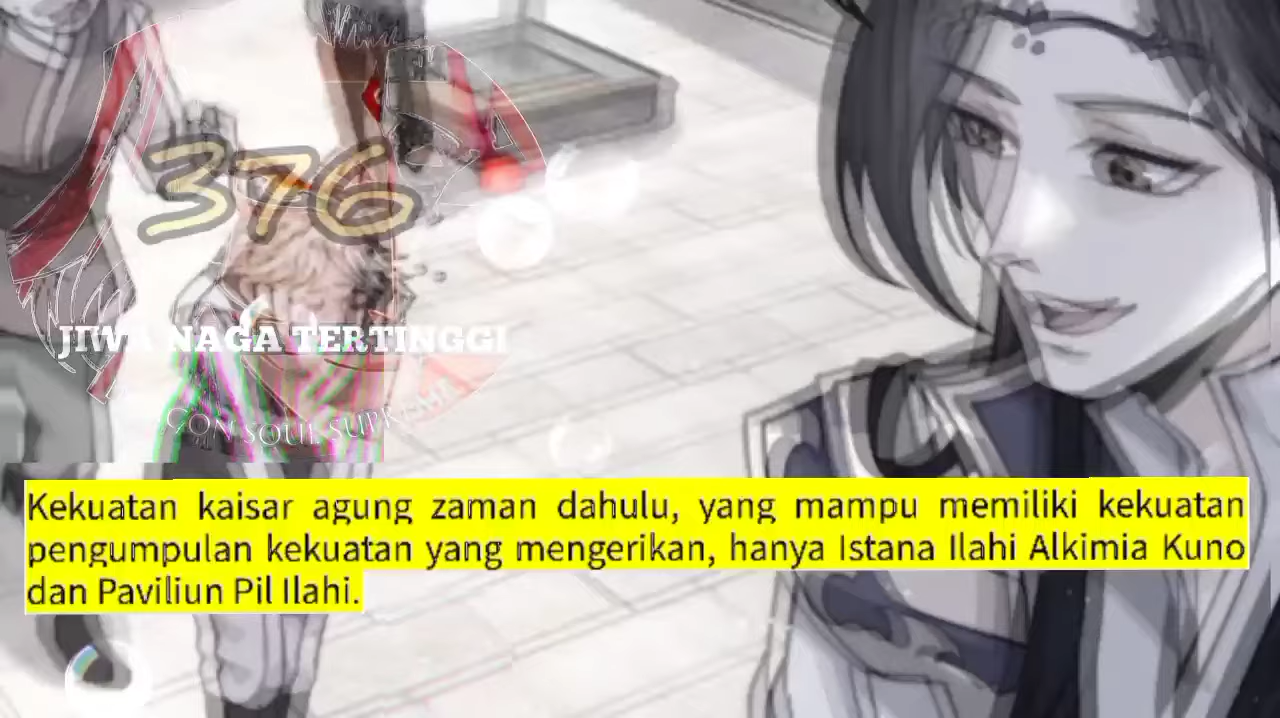 376
JIWA NAGA TERTINGGI
SOUL
Kekuatan kaisar agung zaman dahulu, yang mampu memiliki kekuatan
pengumpulan kekuatan yang mengerikan, hanya Istana Ilahi Alkimia Kuno
dan Paviliun Pil Ilahi.